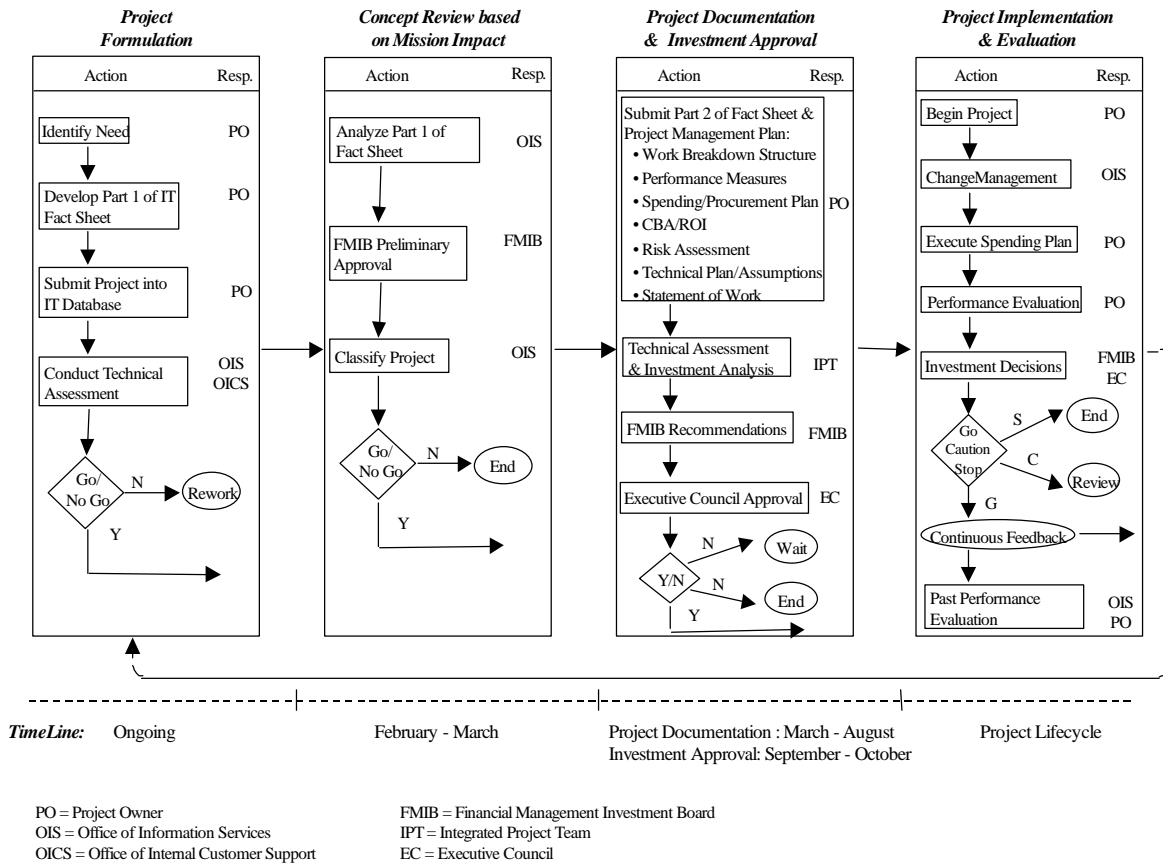 Project
Formulation
Action Resp.
Identify Need PO
Develop Part 1 of IT
Fact Sheet
PO
Submit Project into
IT Database
PO
Conduct Technical
Assessment
OIS
OICS
Go/
No Go
N
Rework
Y
Concept Review based
on Mission Impact
Action Resp.
Analyze Part 1 of
Fact Sheet
OIS
FMIB Preliminary
Approval
FMIB
Classify Project OIS
Go/
No Go
N
End
Y
Project Documentation
& Investment Approval
Action Resp.
Submit Part 2 of Fact Sheet &
Project Management Plan:
• Work Breakdown Structure
• Performance Measures
• Spending/Procurement Plan
• CBA/ROI
• Risk Assessment
• Technical Plan/Assumptions
• Statement of Work
PO
Technical Assessment
& Investment Analysis
IPT
FMIB Recommendations FMIB
Executive Council Approval EC
Y/N
N
Wait
N
End
Y
Project Implementation
& Evaluation
Action Resp.
Begin Project PO
ChangeManagement OIS
Execute Spending Plan PO
Performance Evaluation PO
Investment Decisions
FMIB
EC
Go
Caution
Stop
S
End
C
Review
G
Continuous Feedback
Past Performance
Evaluation
OIS
PO
TimeLine: Ongoing
February - March
Project Documentation : March - August
Investment Approval: September - October
Project Lifecycle
PO = Project Owner
OIS = Office of Information Services
OICS = Office of Internal Customer Support
FMIB = Financial Management Investment Board
IPT = Integrated Project Team
EC = Executive Council